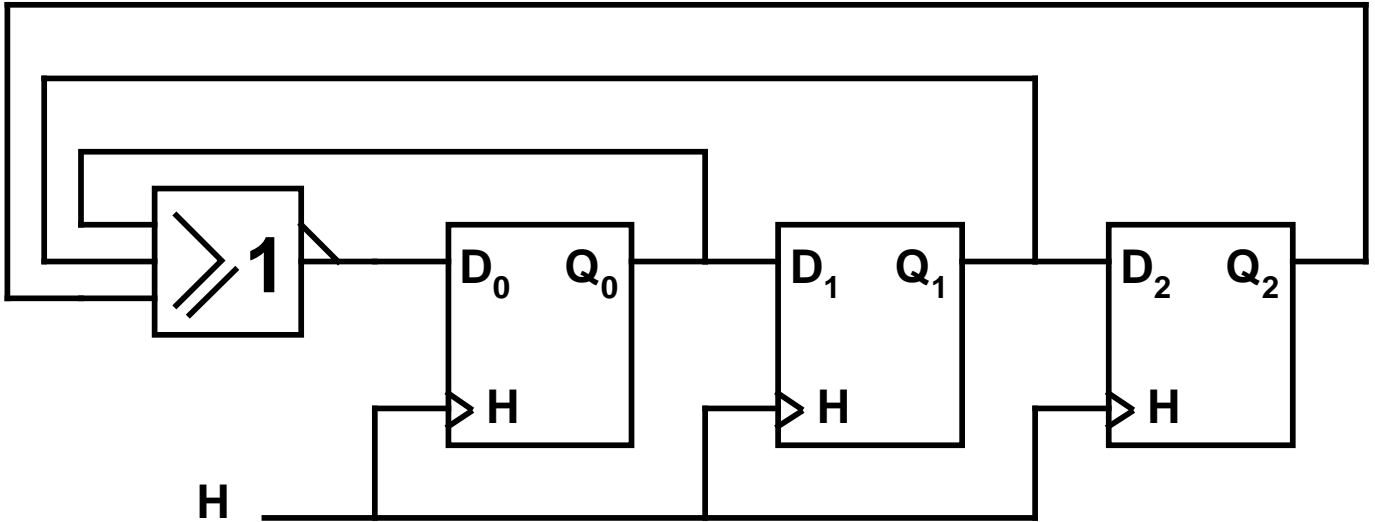 ≥1
D₀ Q₀ D₁ Q₁ D₂ Q₂
H H H
H